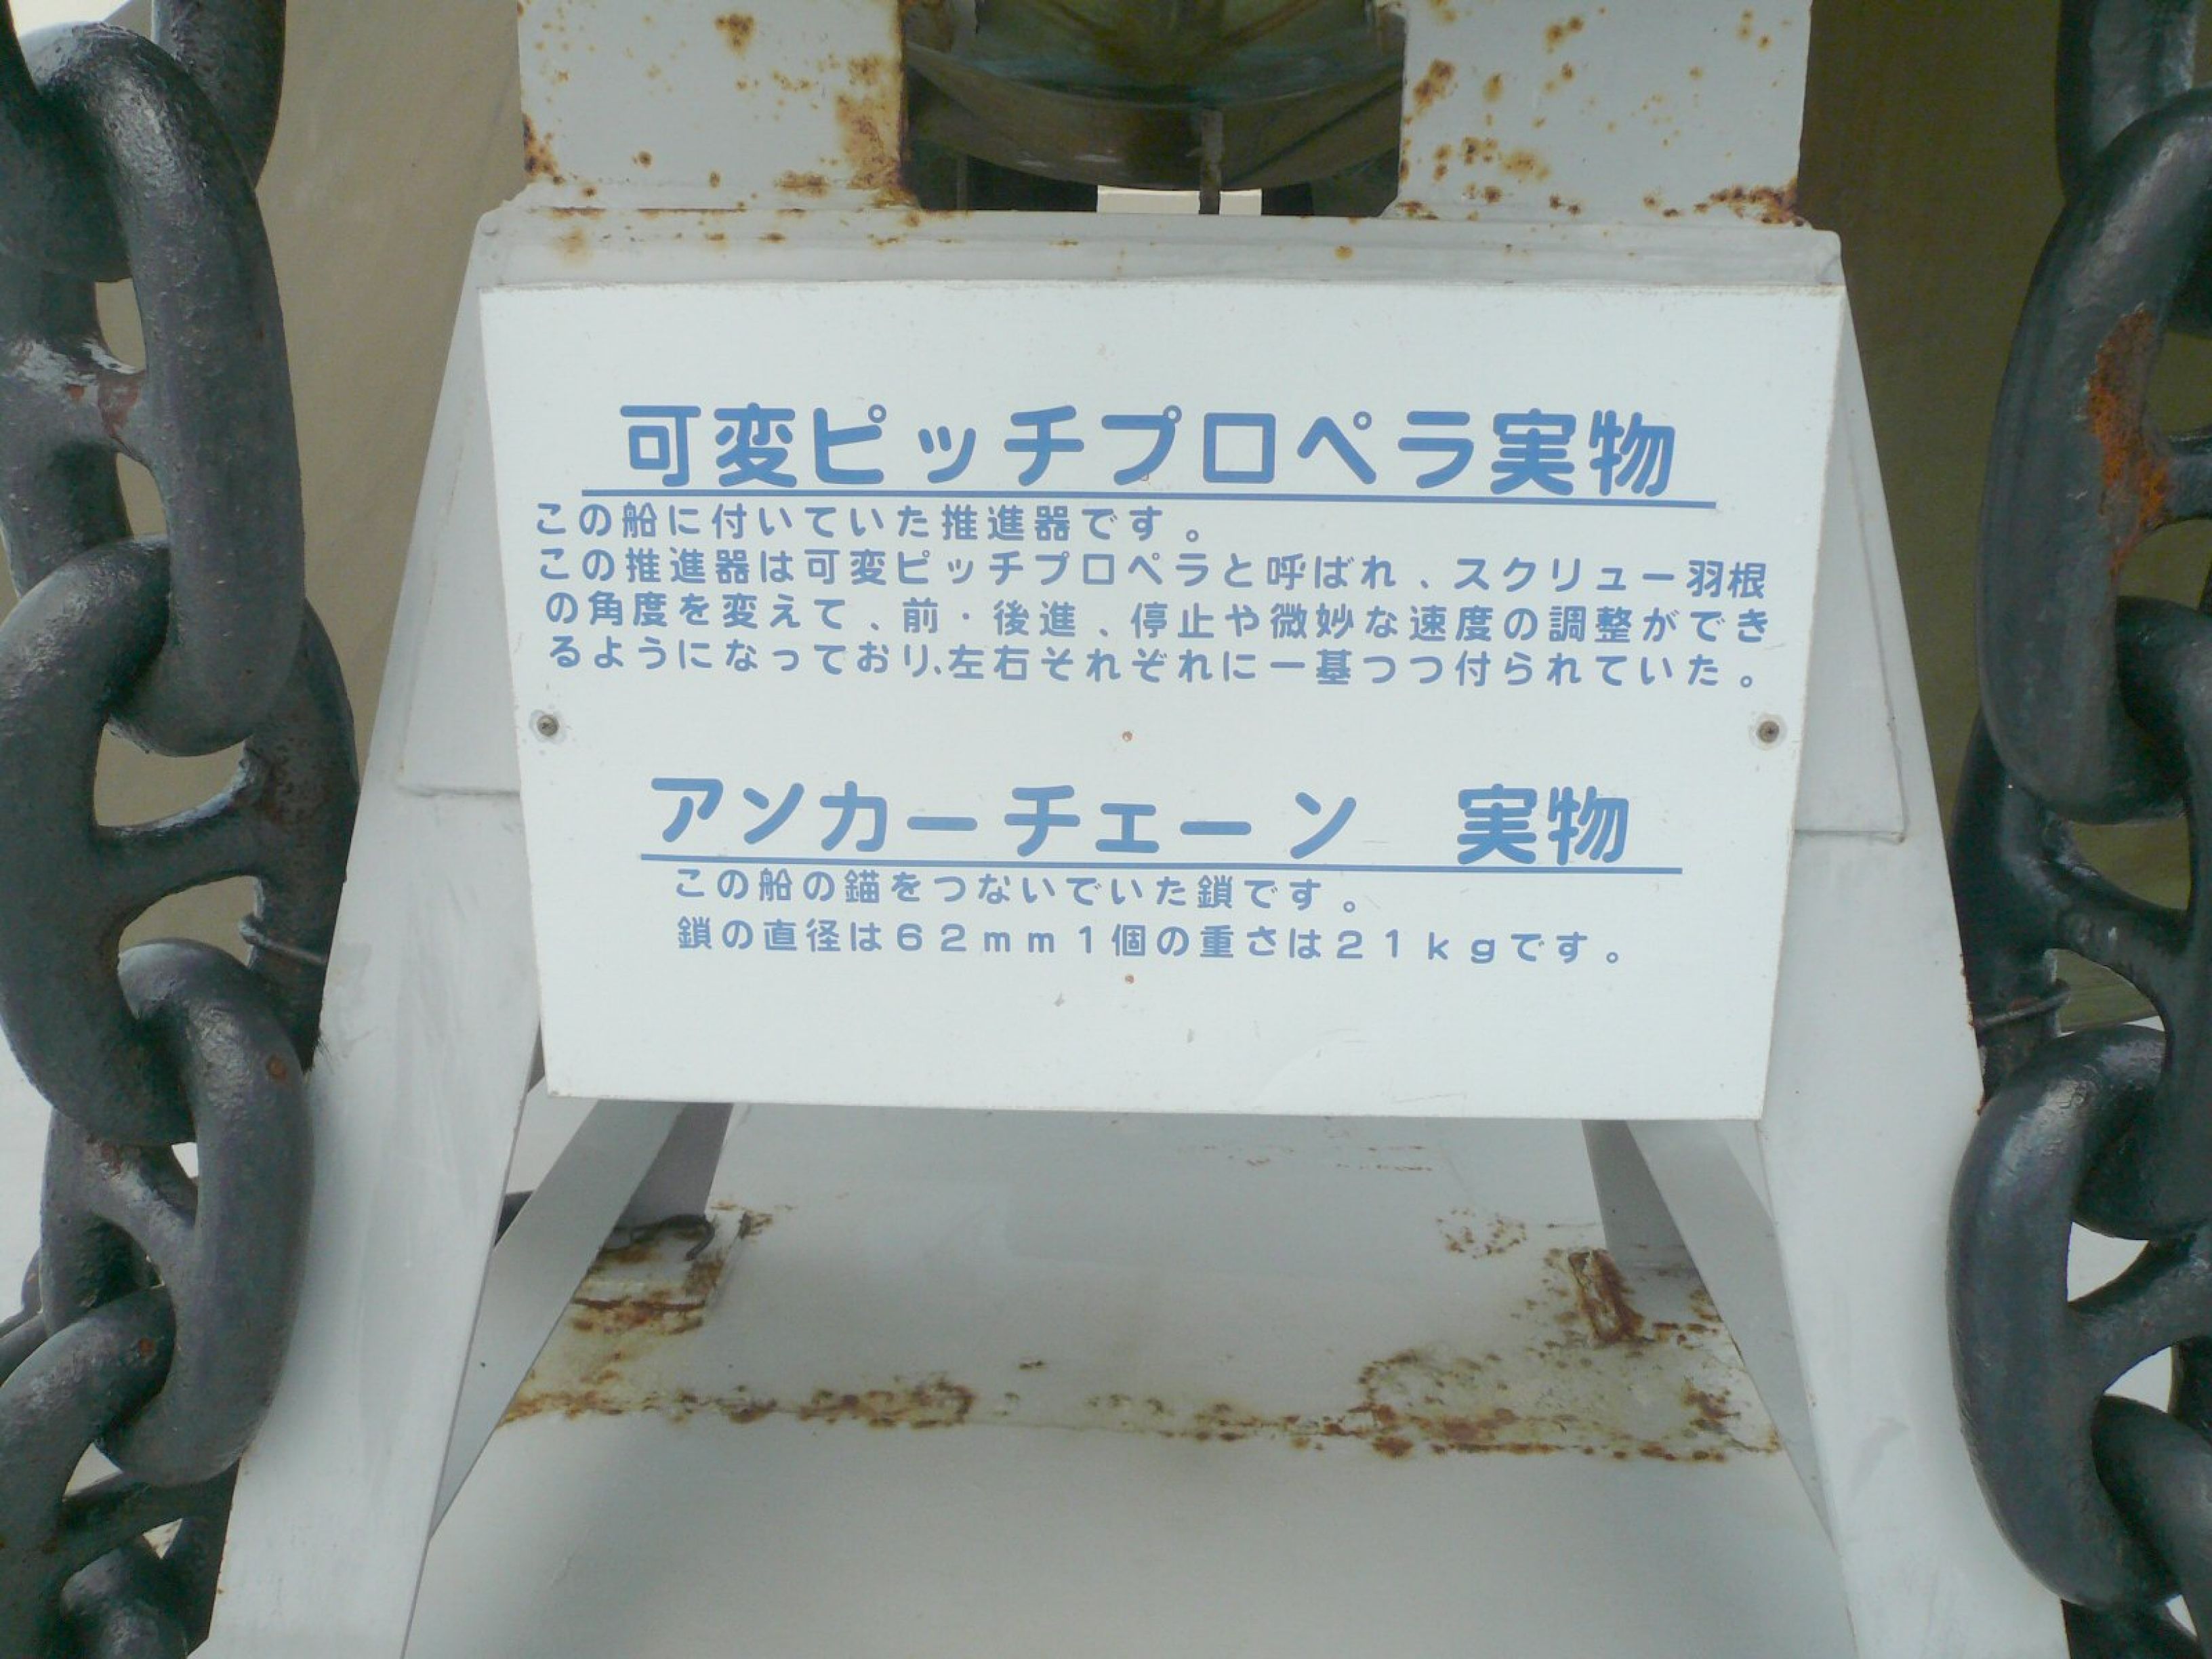 可変ピッチプロペラ実物
この船に付いていた推進器です。
この推進器は可変ピッチプロペラと呼ばれ、スクリュー羽根
の角度を変えて、前・後進、停止や微妙な速度の調整ができ
るようになっており、左右それぞれに一基つつ付られていた。
アンカーチェーン　実物
この船の錨をつないでいた鎖です。
鎖の直径は62mm1個の重さは21kgです。